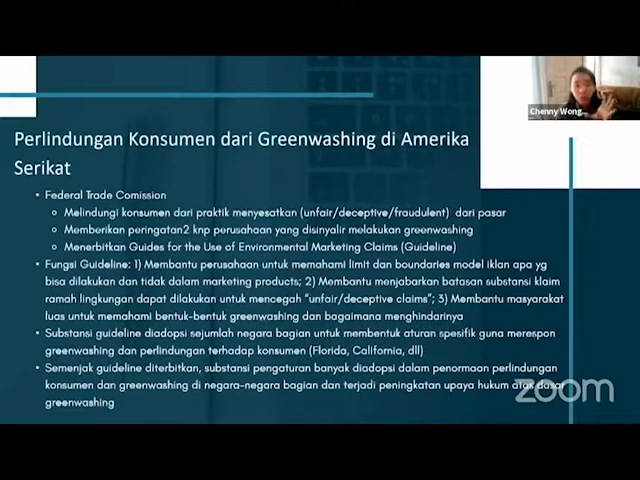 Chenny Wong
Perlindungan Konsumen dari Greenwashing di Amerika
Serikat
• Federal Trade Comission
Melindungi konsumen dari praktik menyesatkan (unfair/deceptive/fraudulent) dari pasar
Memberikan peringatan2 knp perusahaan yang disinyalir melakukan greenwashing
Menerbitkan Guides for the Use of Environmental Marketing Claims (Guideline)
• Fungsi Guideline: 1) Membantu perusahaan untuk memahami limit dan boundaries model iklan apa yg
bisa dilakukan dan tidak dalam marketing products; 2) Membantu menjabarkan batasan substansi klaim
ramah lingkungan dapat dilakukan untuk mencegah “unfair/deceptive claims”; 3) Membantu masyarakat
luas untuk memahami bentuk-bentuk greenwashing dan bagaimana menghindarinya
• Substansi guideline diadopsi sejumlah negara bagian untuk membentuk aturan spesifik guna merespon
greenwashing dan perlindungan terhadap konsumen (Florida, California, dll)
• Semenjak guideline diterbitkan, substansi pengaturan banyak diadopsi dalam penormaan perlindungan
konsumen dan greenwashing di negara-negara bagian dan terjadi peningkatan upaya hukum atas dasar
greenwashing
zoom